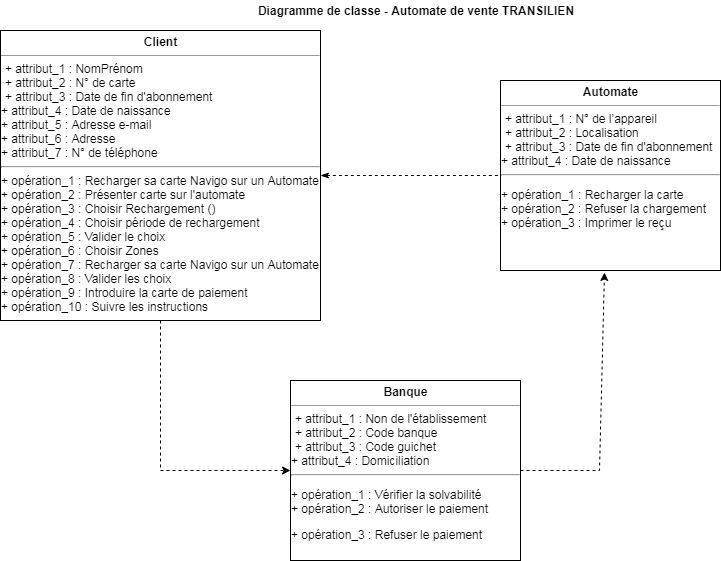 Diagramme de classe - Automate de vente TRANSILIEN
Client
+ attribut_1 : NomPrénom
+ attribut_2 : N° de carte
+ attribut_3 : Date de fin d'abonnement
+ attribut_4 : Date de naissance
+ attribut_5 : Adresse e-mail
+ attribut_6 : Adresse
+ attribut_7 : N° de téléphone
+ opération_1 : Recharger sa carte Navigo sur un Automate
+ opération_2 : Présenter carte sur l'automate
+ opération_3 : Choisir Rechargement ()
+ opération_4 : Choisir période de rechargement
+ opération_5 : Valider le choix
+ opération_6 : Choisir Zones
+ opération_7 : Recharger sa carte Navigo sur un Automate
+ opération_8 : Valider les choix
+ opération_9 : Introduire la carte de paiement
+ opération_10 : Suivre les instructions
Automate
+ attribut_1 : N° de l'appareil
+ attribut_2 : Localisation
+ attribut_3 : Date de fin d'abonnement
+ attribut_4 : Date de naissance
+ opération_1 : Recharger la carte
+ opération_2 : Refuser la chargement
+ opération_3 : Imprimer le reçu
Banque
+ attribut_1 : Non de l'établissement
+ attribut_2 : Code banque
+ attribut_3 : Code guichet
+ attribut_4 : Domiciliation
+ opération_1 : Vérifier la solvabilité
+ opération_2 : Autoriser le paiement
+ opération_3 : Refuser le paiement